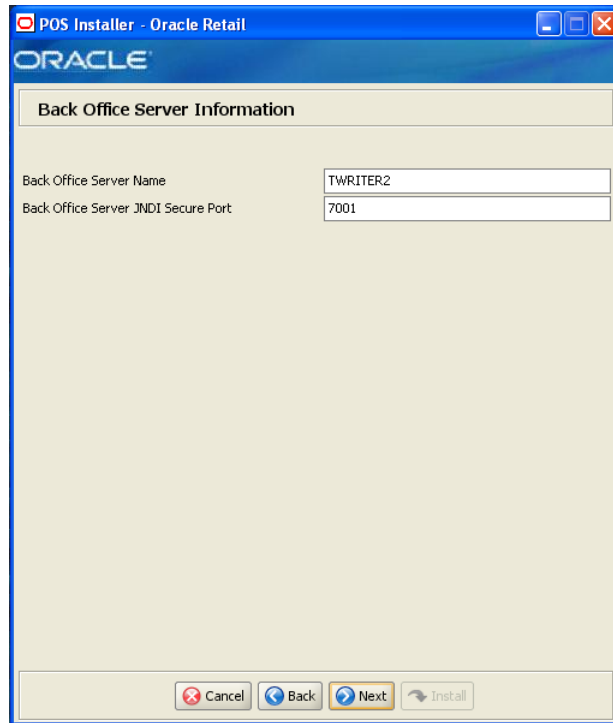 POS Installer - Oracle Retail
ORACLE
Back Office Server Information
Back Office Server Name TWRITER2
Back Office Server JNDI Secure Port 7001
Cancel Back Next Install